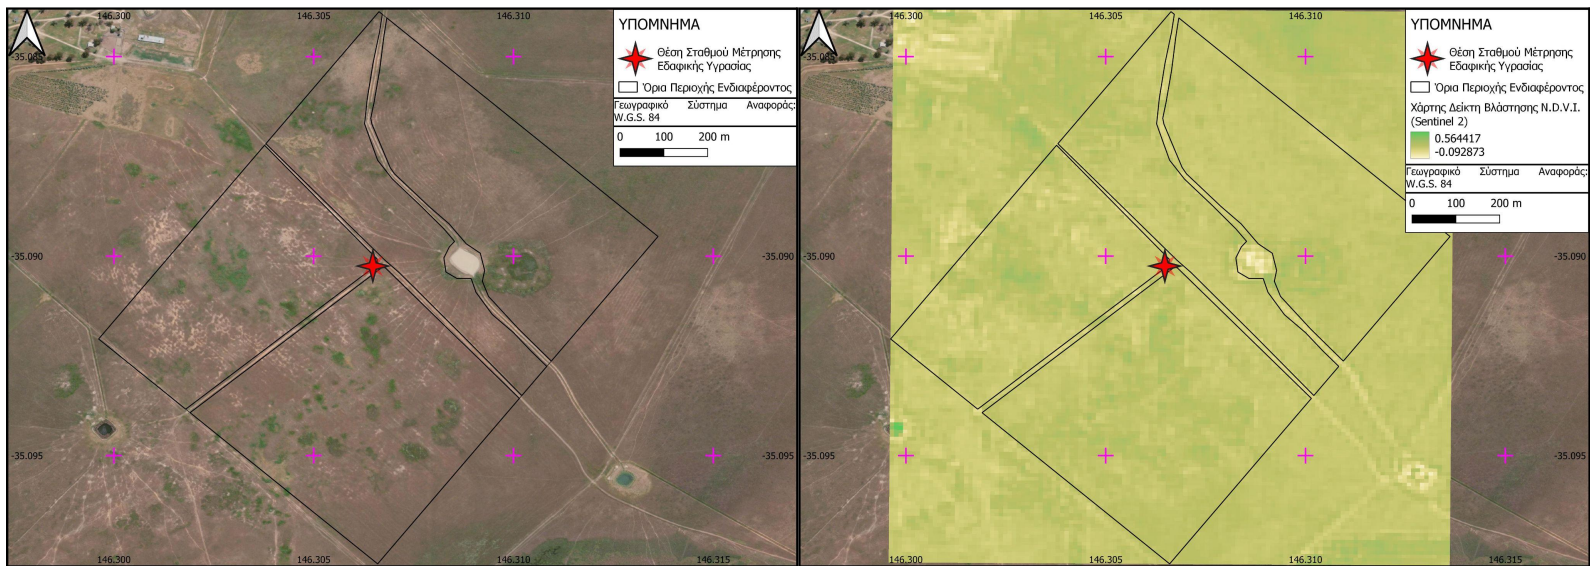 146.300 146.305 146.310
ΥΠΟΜΝΗΜΑ
Θέση Σταθμού Μέτρησης
Εδαφικής Υγρασίας
Όρια Περιοχής Ενδιαφέροντος
Γεωγραφικό Σύστημα Αναφοράς:
W.G.S. 84
0 100 200 m
-35.085
-35.090 -35.090
-35.095 -35.095
146.300 146.305 146.310 146.315
146.300 146.305 146.310
ΥΠΟΜΝΗΜΑ
Θέση Σταθμού Μέτρησης
Εδαφικής Υγρασίας
Όρια Περιοχής Ενδιαφέροντος
Χάρτης Δείκτη Βλάστησης N.D.V.I.
(Sentinel 2)
0.564417
-0.092873
Γεωγραφικό Σύστημα Αναφοράς:
W.G.S. 84
0 100 200 m
-35.085
-35.090 -35.090
-35.095 -35.095
146.300 146.305 146.310 146.315